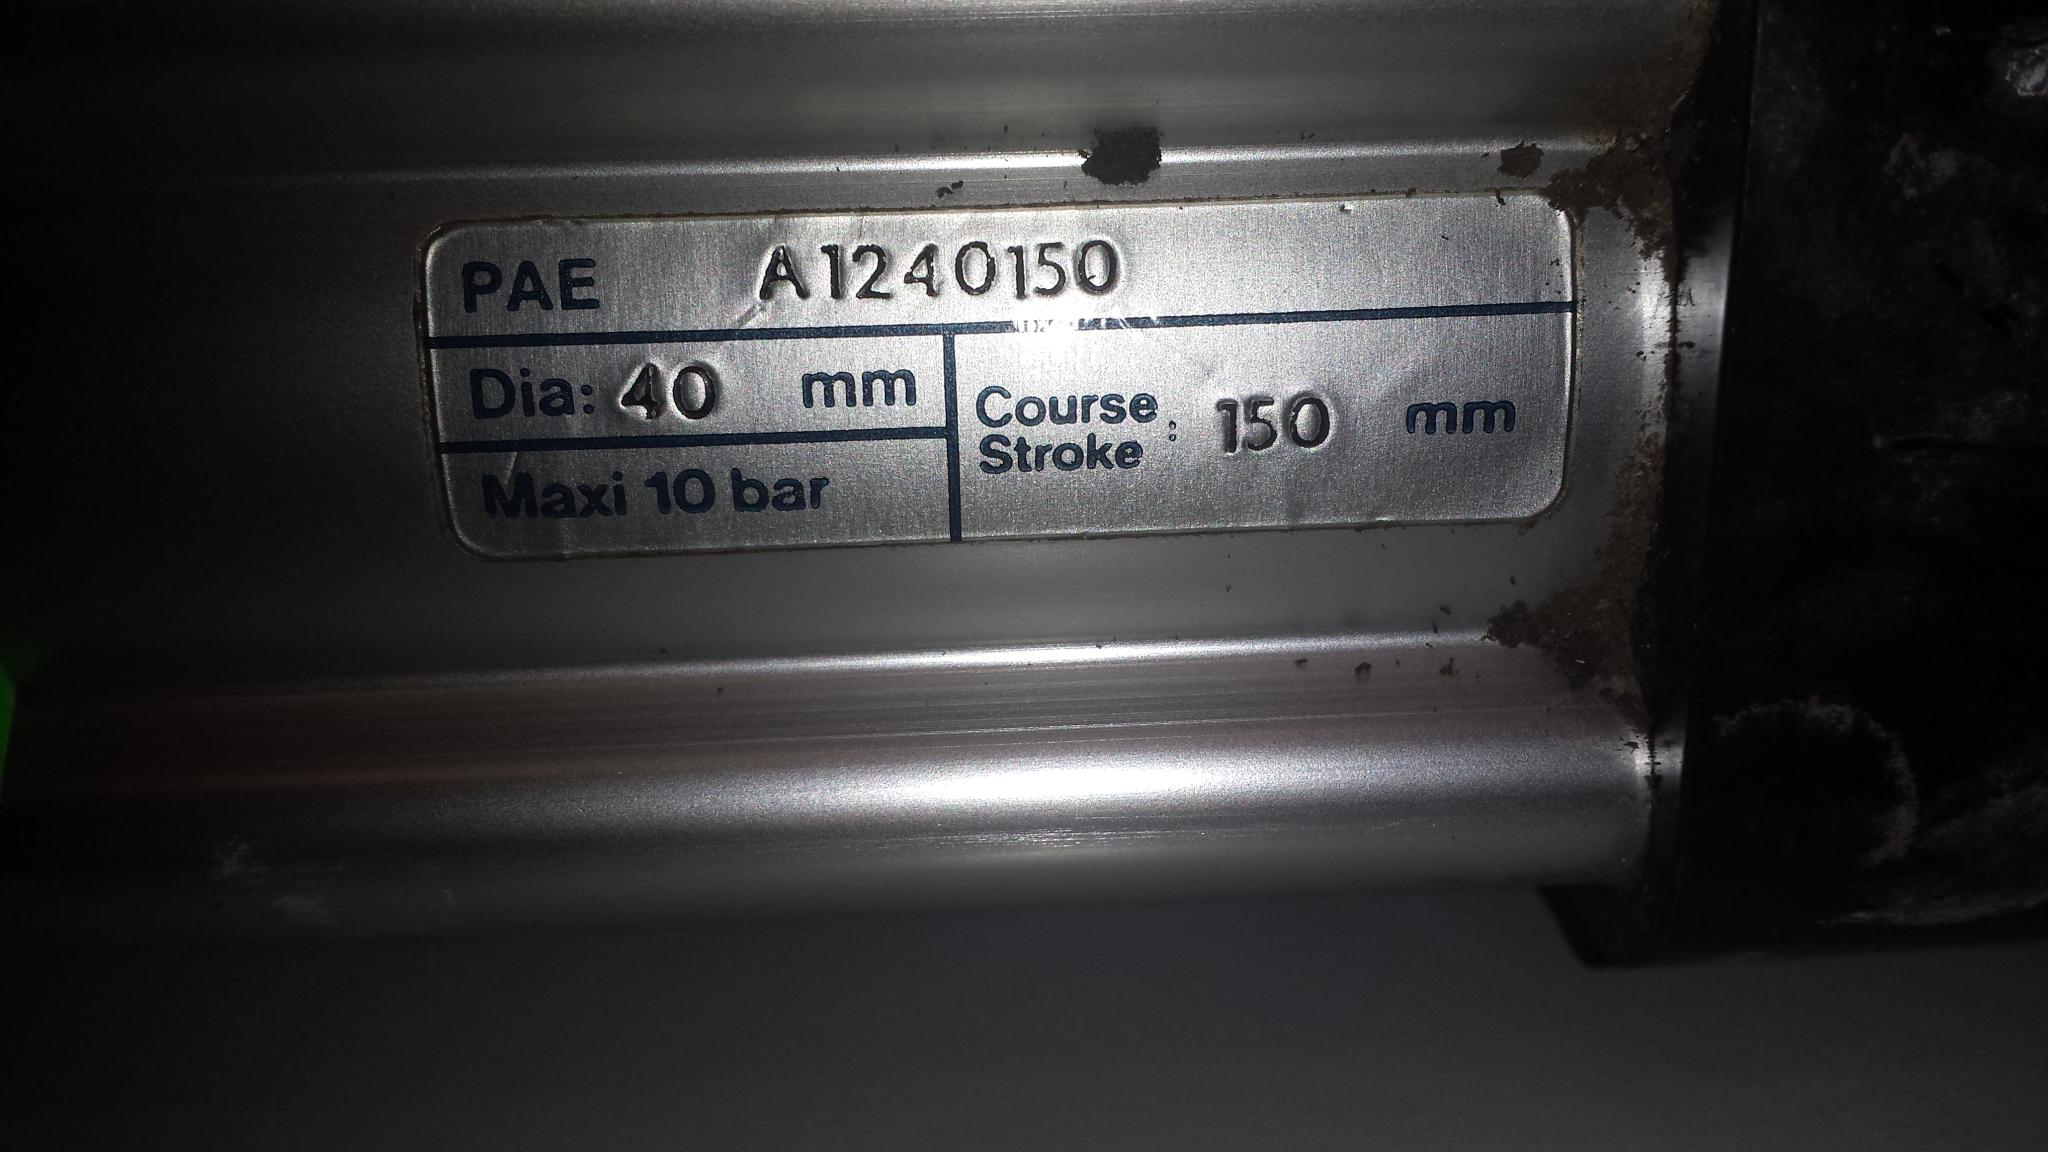 PAE A1240150
Dia: 40 mm
Course
Stroke : 150 mm
Maxi 10 bar